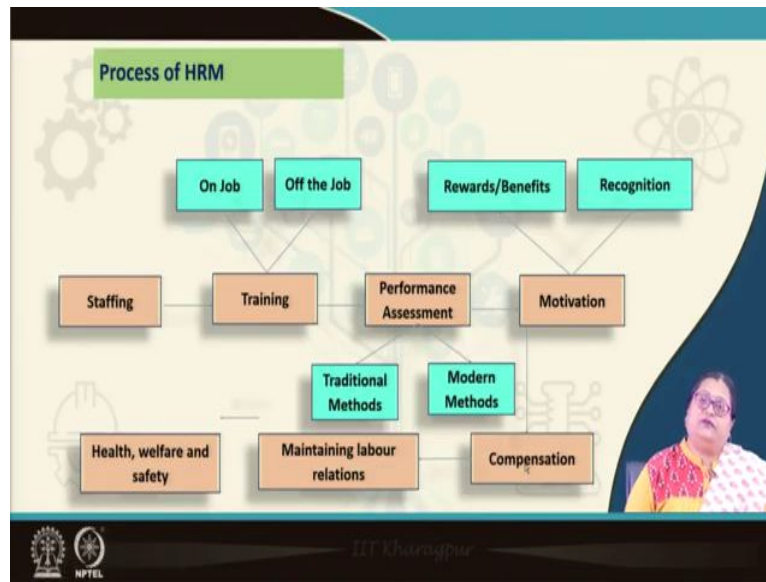 Process of HRM
On Job
Off the Job
Rewards/Benefits
Recognition
Staffing
Training
Performance
Assessment
Motivation
Traditional
Methods
Modern
Methods
Health, welfare and
safety
Maintaining labour
relations
Compensation
NPTEL
IIT Kharagpur